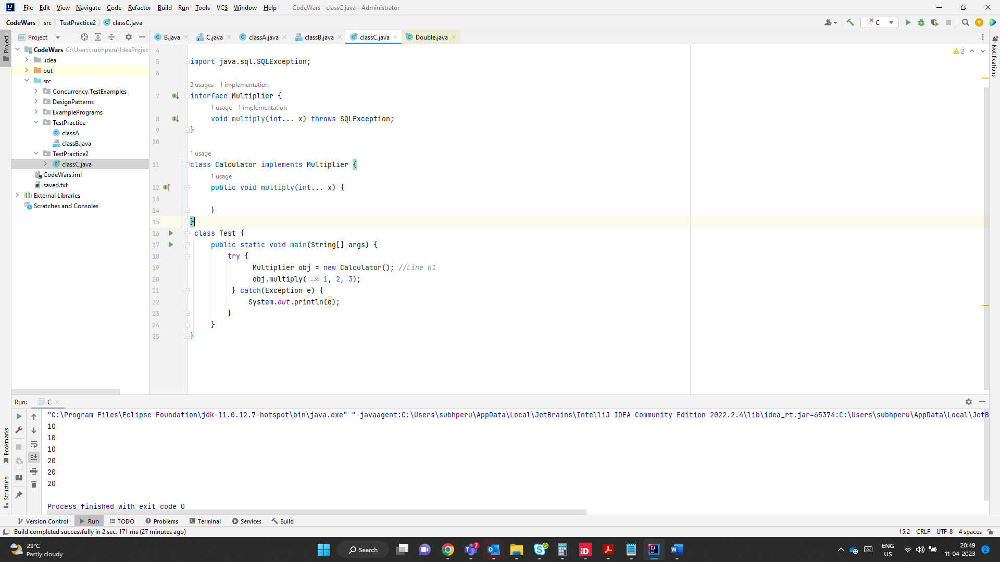 File Edit View Navigate Code Refactor Build Run Tools VCS Window Help CodeWars - classC.java - Administrator
CodeWars src TestPractice2 classC.java C
Project B.java C.java classA.java classB.java classC.java Double.java
Project
Notifications
CodeWars C:\Users\subhperu\IdeaProjec
.idea
out
src
Concurrency.TestExamples
DesignPatterns
ExamplePrograms
TestPractice
classA
classB.java
TestPractice2
classC.java
CodeWars.iml
saved.txt
External Libraries
Scratches and Consoles
2
4
5 import java.sql.SQLException;
6
2 usages 1 implementation
7 interface Multiplier {
1 usage 1 implementation
8 void multiply(int... x) throws SQLException;
9 }
10
1 usage
11 class Calculator implements Multiplier {
1 usage
12 public void multiply(int... x) {
13
14 }
15 }
16 class Test {
17 public static void main(String[] args) {
18 try {
19 Multiplier obj = new Calculator(); //Line n1
20 obj.multiply( ...x: 1, 2, 3);
21 } catch(Exception e) {
22 System.out.println(e);
23 }
24 }
25 }
Run: C
"C:\Program Files\Eclipse Foundation\jdk-11.0.12.7-hotspot\bin\java.exe" "-javaagent:C:\Users\subhperu\AppData\Local\JetBrains\IntelliJ IDEA Community Edition 2022.2.4\lib\idea_rt.jar=65374:C:\Users\subhperu\AppData\Local\JetB
10
10
10
20
20
20
Process finished with exit code 0
Bookmarks
Structure
Version Control Run TODO Problems Terminal Services Build
Build completed successfully in 2 sec, 171 ms (27 minutes ago) 15:2 CRLF UTF-8 4 spaces
29°C
Partly cloudy
Search
7
iD
ENG
US
20:49
11-04-2023
2